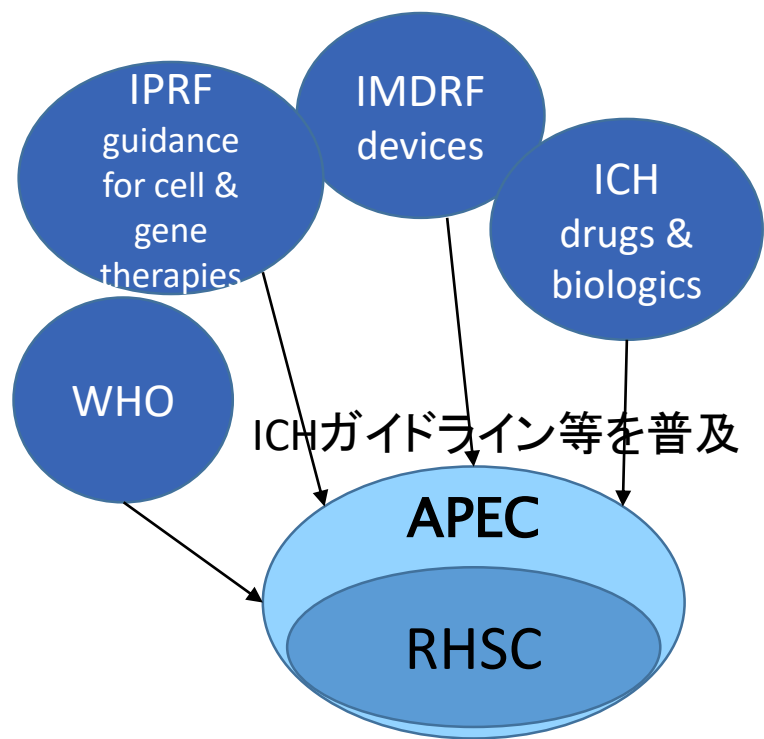 IPRF
guidance
for cell &
gene
therapies
IMDRF
devices
ICH
drugs &
biologics
WHO
ICHガイドライン等を普及
APEC
RHSC